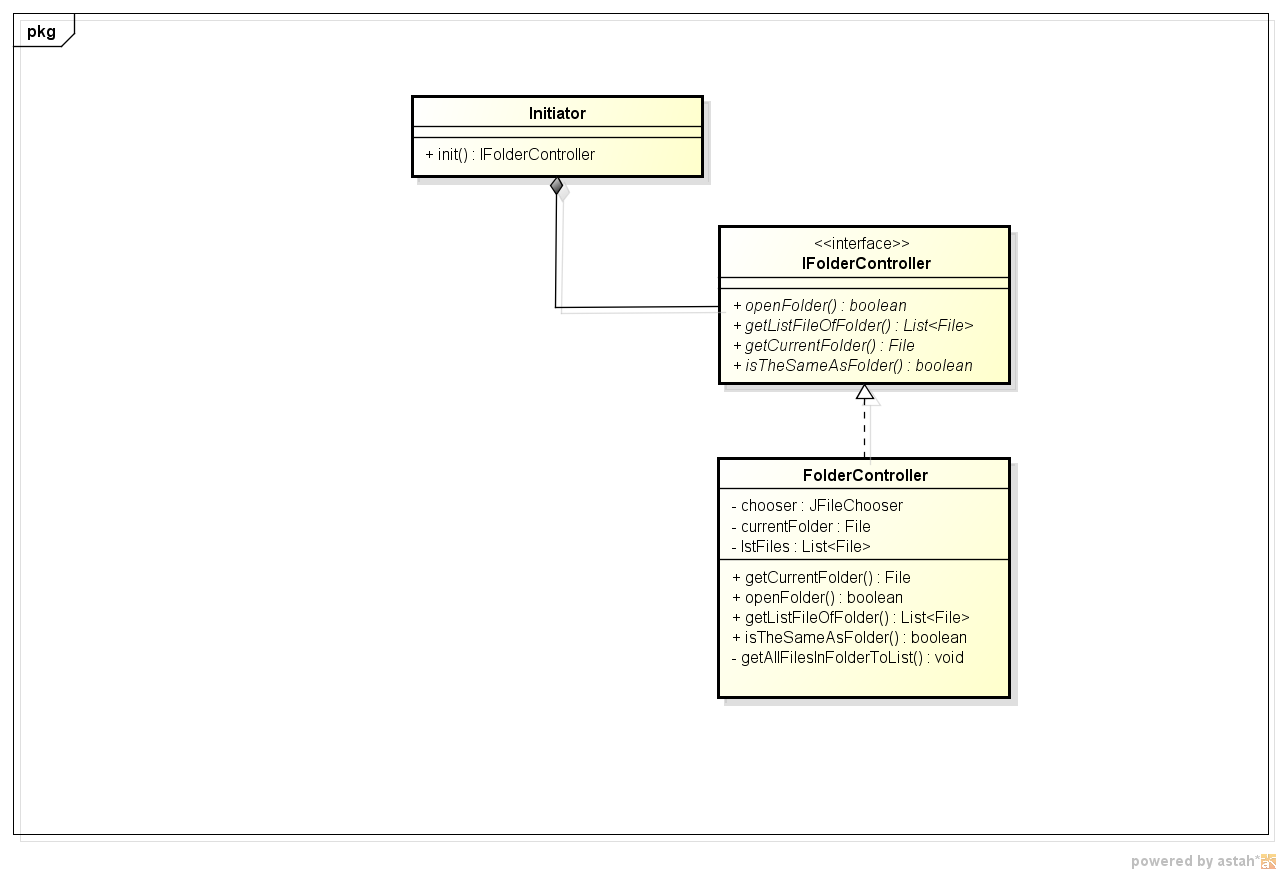 pkg
Initiator
+ init() : IFolderController
<<interface>>
IFolderController
+ openFolder() : boolean
+ getListFileOfFolder() : List<File>
+ getCurrentFolder() : File
+ isTheSameAsFolder() : boolean
FolderController
- chooser : JFileChooser
- currentFolder : File
- lstFiles : List<File>
+ getCurrentFolder() : File
+ openFolder() : boolean
+ getListFileOfFolder() : List<File>
+ isTheSameAsFolder() : boolean
- getAllFilesInFolderToList() : void
powered by astah*